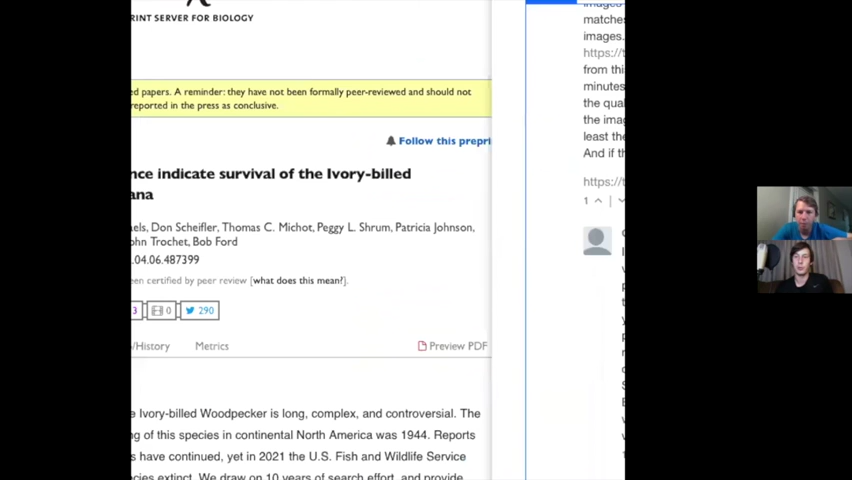 RINT SERVER FOR BIOLOGY
ed papers. A reminder: they have not been formally peer-reviewed and should not
reported in the press as conclusive.
Follow this prepri
nce indicate survival of the Ivory-billed
ana
aels, Don Scheifler, Thomas C. Michot, Peggy L. Shrum, Patricia Johnson,
ohn Trochet, Bob Ford
.04.06.487399
een certified by peer review [what does this mean?].
3
0
290
/History
Metrics
Preview PDF
e Ivory-billed Woodpecker is long, complex, and controversial. The
ng of this species in continental North America was 1944. Reports
s have continued, yet in 2021 the U.S. Fish and Wildlife Service
ecies extinct. We draw on 10 years of search effort, and provide
images
matches
images.
https://t
from thi
minutes
the qual
the imag
least the
And if th
https://t
1